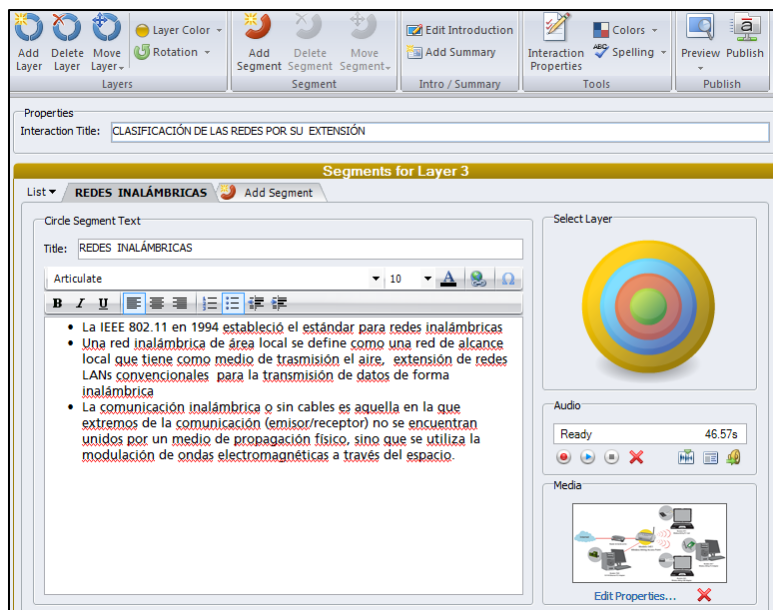 Add Layer
Delete Layer
Move Layer
Layer Color
Rotation
Layers
Add Segment
Delete Segment
Move Segment
Segment
Edit Introduction
Add Summary
Intro / Summary
Interaction Properties
Colors
ABC Spelling
Tools
Preview
a
Publish
Publish
Properties
Interaction Title: CLASIFICACIÓN DE LAS REDES POR SU EXTENSIÓN
Segments for Layer 3
List REDES INALÁMBRICAS Add Segment
Circle Segment Text
Title: REDES INALÁMBRICAS
Articulate 10 A Ω
B I U
• La IEEE 802.11 en 1994 estableció el estándar para redes inalámbricas
• Una red inalámbrica de área local se define como una red de alcance
local que tiene como medio de trasmisión el aire, extensión de redes
LANs convencionales para la transmisión de datos de forma
inalámbrica
• La comunicación inalámbrica o sin cables es aquella en la que
extremos de la comunicación (emisor/receptor) no se encuentran
unidos por un medio de propagación físico, sino que se utiliza la
modulación de ondas electromagnéticas a través del espacio.
Select Layer
Audio
Ready 46.57s
Media
Edit Properties...